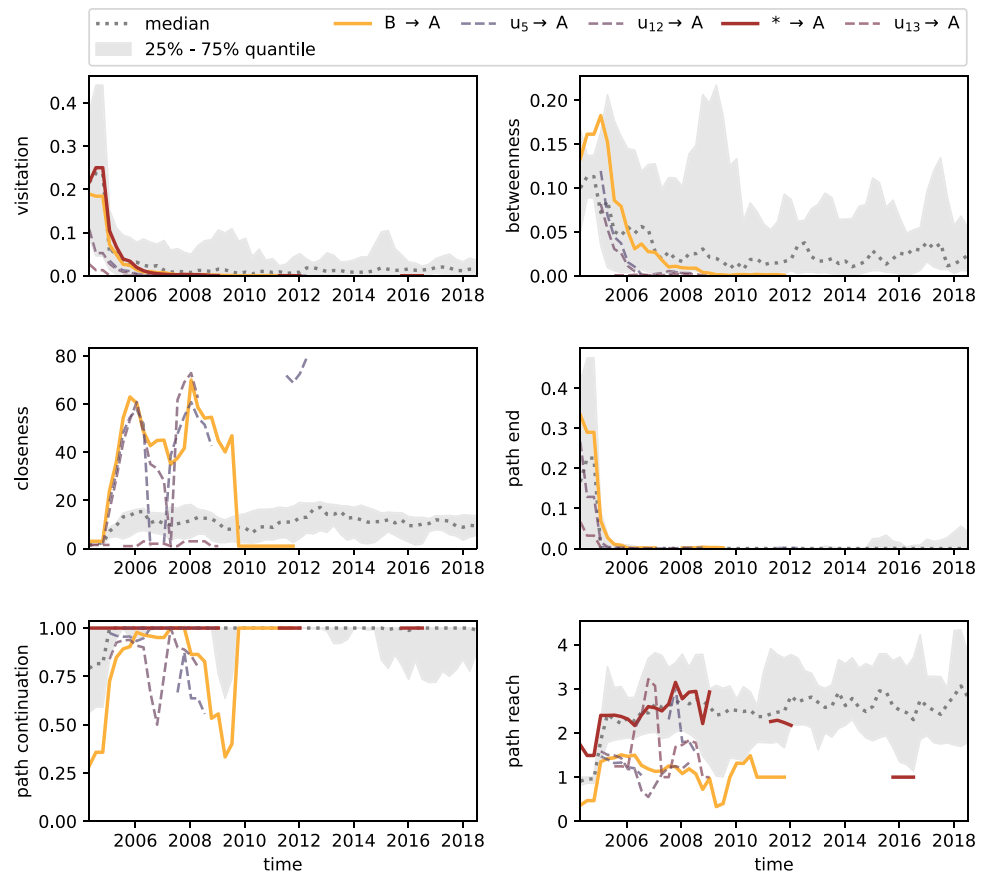 median
B → A
u5→ A
u12→ A
* → A
u13→ A
25% - 75% quantile
visitation
0.4
0.3
0.2
0.1
0.0
2006 2008 2010 2012 2014 2016 2018
betweenness
0.20
0.15
0.10
0.05
0.00
2006 2008 2010 2012 2014 2016 2018
closeness
80
60
40
20
0
2006 2008 2010 2012 2014 2016 2018
path end
0.4
0.3
0.2
0.1
0.0
2006 2008 2010 2012 2014 2016 2018
path continuation
1.00
0.75
0.50
0.25
0.00
2006 2008 2010 2012 2014 2016 2018
time
path reach
4
3
2
1
0
2006 2008 2010 2012 2014 2016 2018
time